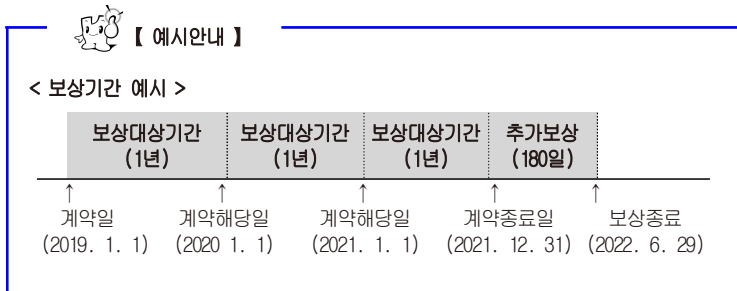 【 예시안내 】
< 보상기간 예시 >
보상대상기간 보상대상기간 보상대상기간 추가보상
(1년) (1년) (1년) (180일)
↑ ↑ ↑ ↑ ↑
계약일 계약해당일 계약해당일 계약종료일 보상종료
(2019. 1. 1) (2020 1. 1) (2021. 1. 1) (2021. 12. 31) (2022. 6. 29)